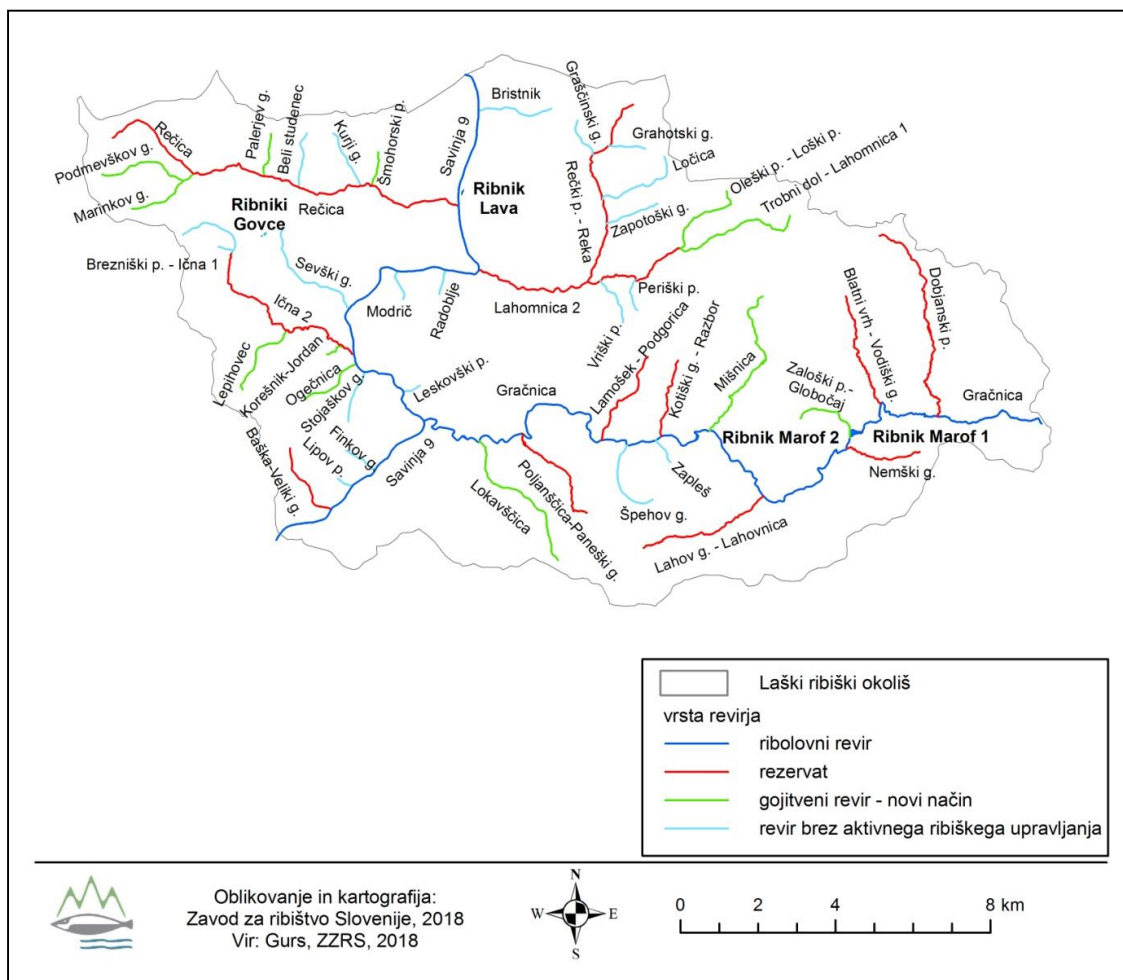 Bristnik
Graščinski g.
Grahotski g.
Ločica
Oleški p. - Loški p.
Trobni dol - Lahomnica 1
Rečica
Palerjev g.
Beli studenec
Kurji g.
Šmohorski p.
Savinja 9
Podmevškov g.
Marinkov g.
Ribnik
Lava
Rečki p. - Reka
Zapotoški g.
Ribniki
Govce
Rečica
Brezniški p. - Ična 1
Sevški g.
Modrič
Radoblje
Lahomnica 2
Periški p.
Vriški p.
Ična 2
Lepihovec
Korešnik-Jordan
Ogečnica
Stojaškov g.
Leskovški p.
Gračnica
Lamošek - Podgorica
Kotiški g. - Razbor
Mišnica
Zaloški p.-
Globočaj
Blatni vrh - Vodiški g.
Dobjanski p.
Gračnica
Ribnik Marof 2
Ribnik Marof 1
Nemški g.
Baška-Veliki g.
Lipov p.
Finkov g.
Savinja 9
Lokavščica
Poljanščica-Paneški g.
Špehov g.
Zapleš
Lahov g. - Lahovnica
Laški ribiški okoliš
vrsta revirja
ribolovni revir
rezervat
gojitveni revir - novi način
revir brez aktivnega ribiškega upravljanja
Oblikovanje in kartografija:
Zavod za ribištvo Slovenije, 2018
Vir: Gurs, ZZRS, 2018
N
W E
S
0 2 4 8 km